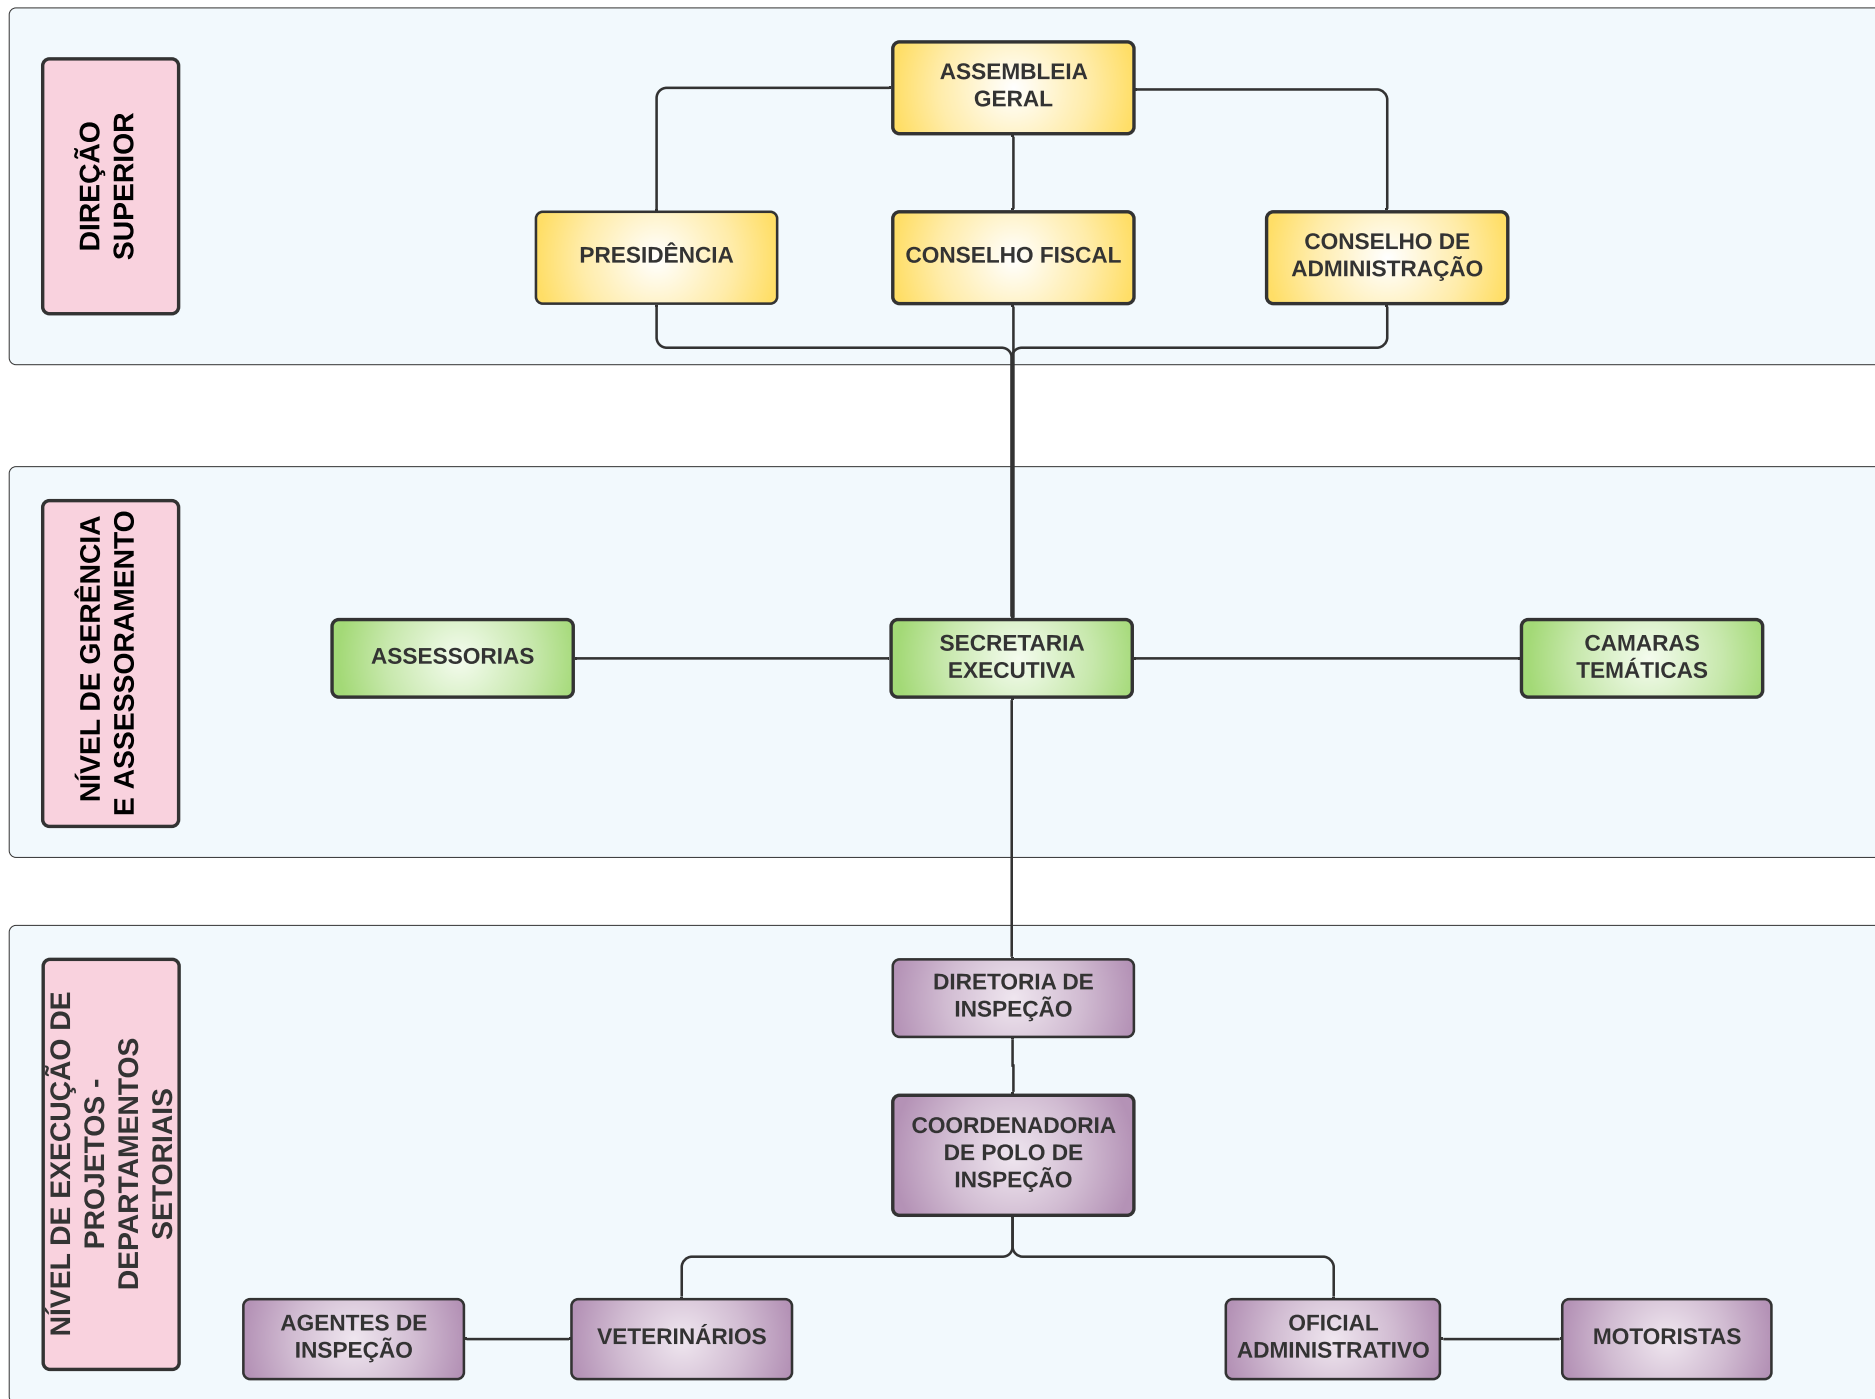 DIREÇÃO
SUPERIOR
ASSEMBLEIA
GERAL
PRESIDÊNCIA
CONSELHO FISCAL
CONSELHO DE
ADMINISTRAÇÃO
NÍVEL DE GERÊNCIA
E ASSESSORAMENTO
ASSESSORIAS
SECRETARIA
EXECUTIVA
CAMARAS
TEMÁTICAS
NÍVEL DE EXECUÇÃO DE
PROJETOS -
DEPARTAMENTOS
SETORIAIS
DIRETORIA DE
INSPEÇÃO
COORDENADORIA
DE POLO DE
INSPEÇÃO
AGENTES DE
INSPEÇÃO
VETERINÁRIOS
OFICIAL
ADMINISTRATIVO
MOTORISTAS